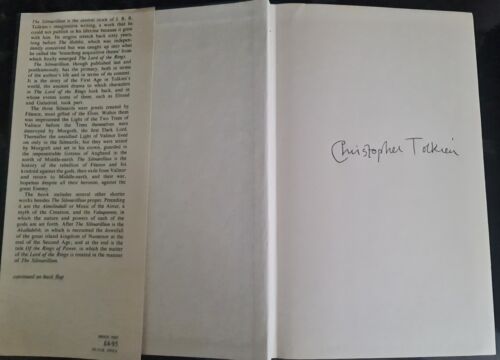 The Silmarillion is the central stock of J. R. R.
Tolkien's imaginative writing, a work that he
could not publish in his lifetime because it grew
with him. Its origins stretch back sixty years,
long before The Hobbit, which was indepen-
dently conceived but was caught up into what
he called the 'branching acquisitive theme' from
which finally emerged The Lord of the Rings.
The Silmarillion, though published last and
posthumously, has the primacy, both in terms
of the author's life and in terms of its content.
It is the story of the First Age in Tolkien's
world, the ancient drama to which characters
in The Lord of the Rings look back, and in
whose events some of them, such as Elrond
and Galadriel, took part.
The three Silmarils were jewels created by
Fëanor, most gifted of the Elves. Within them
was imprisoned the Light of the Two Trees of
Valinor before the Trees themselves were
destroyed by Morgoth, the first Dark Lord.
Thereafter the unsullied Light of Valinor lived
on only in the Silmarils, but they were seized
by Morgoth and set in his crown, guarded in
the impenetrable fortress of Angband in the
north of Middle-earth. The Silmarillion is the
history of the rebellion of Fëanor and his
kindred against the gods, their exile from Valinor
and return to Middle-earth, and their war,
hopeless despite all their heroism, against the
great Enemy.
The book includes several other shorter
works besides The Silmarillion proper. Preceding
it are the Ainulindalë or Music of the Ainur, a
myth of the Creation, and the Valaquenta, in
which the nature and powers of each of the
gods are set forth. After The Silmarillion is the
Akallabêth, in which is recounted the downfall
of the great island kingdom of Númenor at the
end of the Second Age; and at the end is the
tale Of the Rings of Power, in which the matter
of The Lord of the Rings is treated in the manner
of The Silmarillion.
continued on back flap
PRICE NET
£4·95
IN U.K. ONLY
Christopher Tolkien